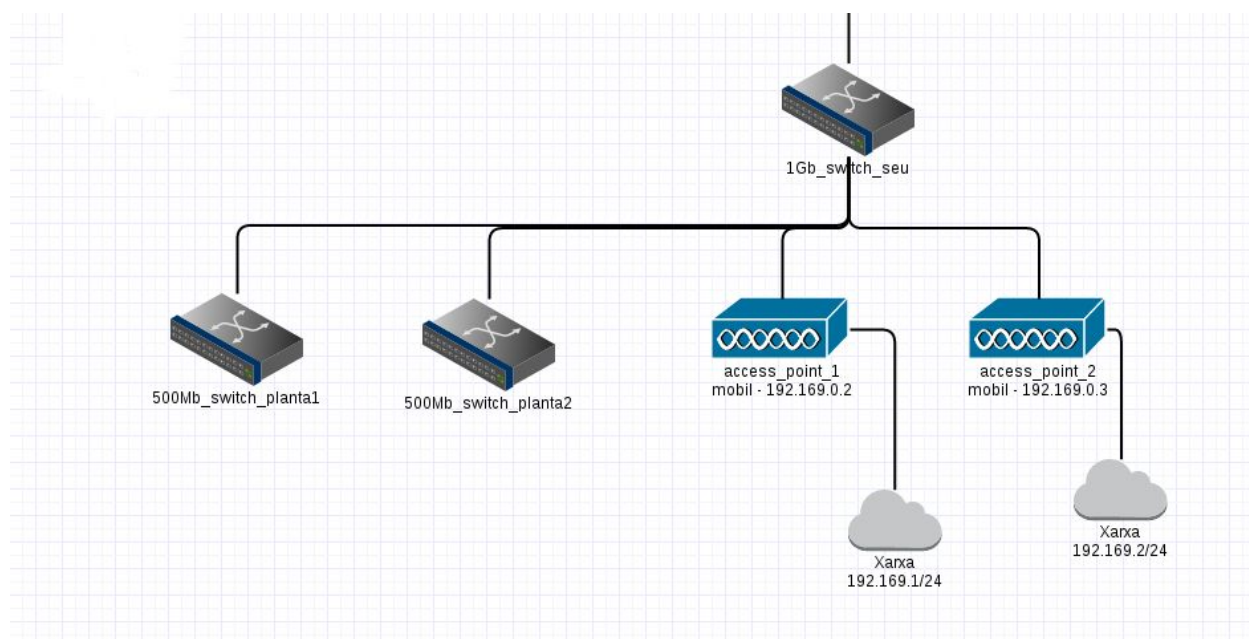 1Gb_switch_seu
500Mb_switch_planta1
500Mb_switch_planta2
access_point_1
mobil - 192.169.0.2
access_point_2
mobil - 192.169.0.3
Xarxa
192.169.1/24
Xarxa
192.169.2/24